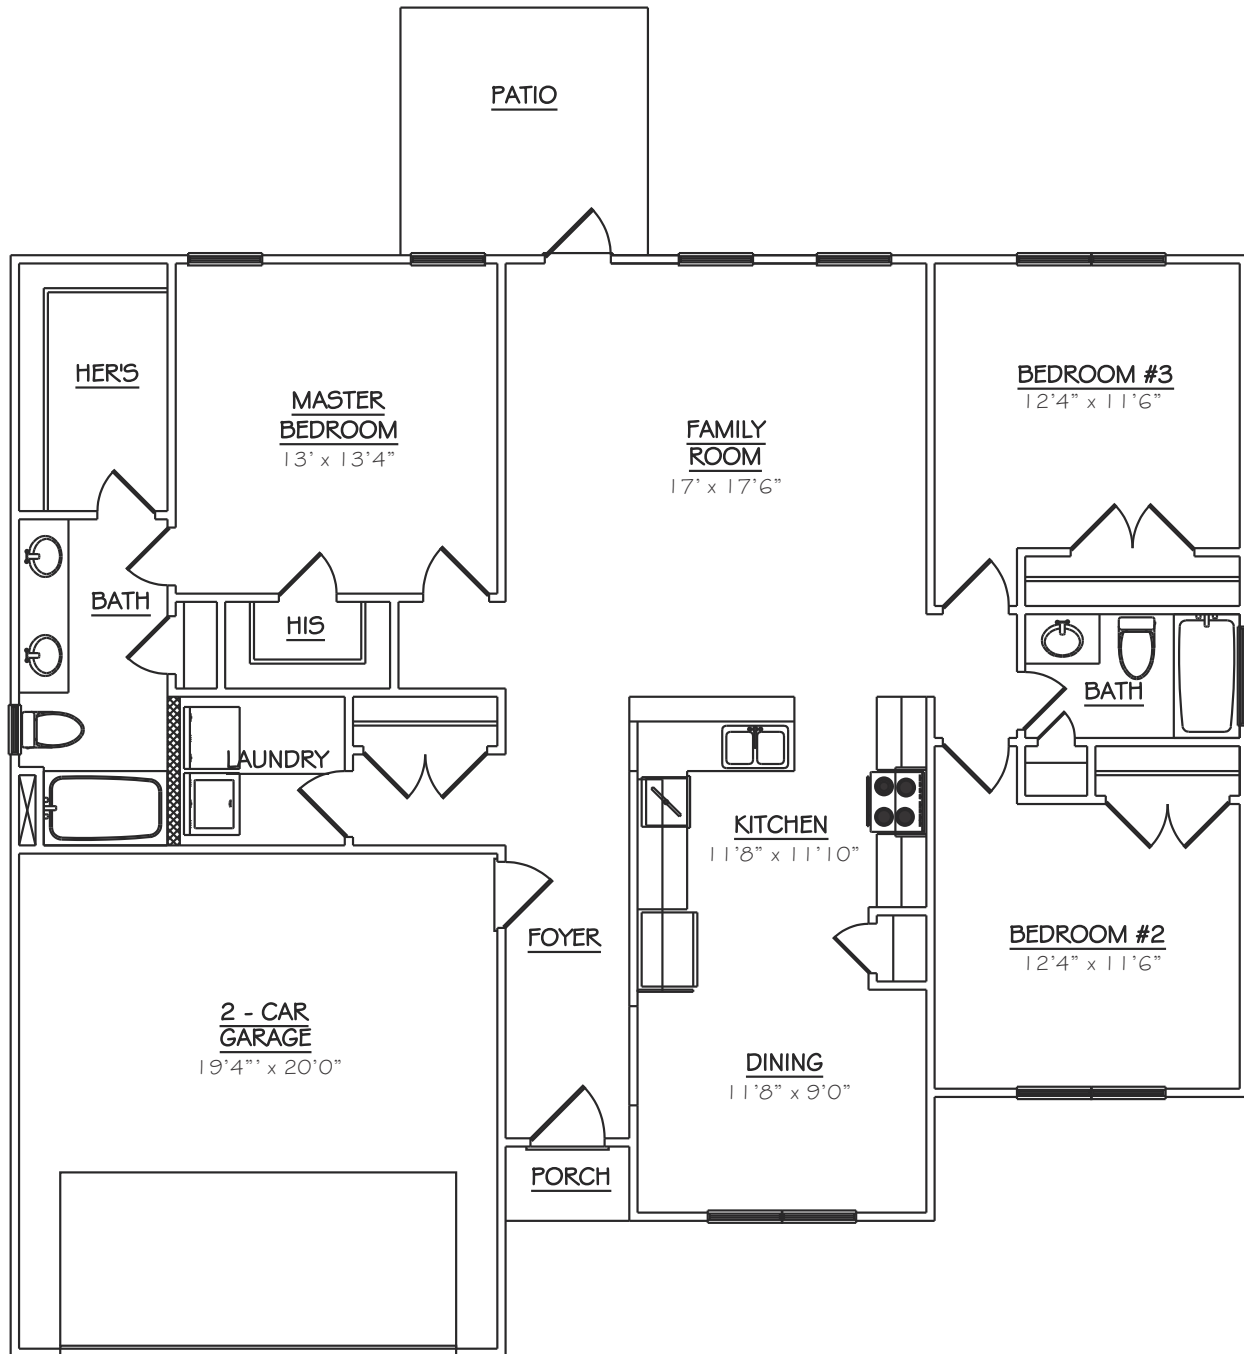 PATIO
HER'S
MASTER
BEDROOM
13' x 13'4"
FAMILY
ROOM
17' x 17'6"
BEDROOM #3
12'4" x 11'6"
BATH
HIS
BATH
LAUNDRY
KITCHEN
11'8" x 11'10"
FOYER
BEDROOM #2
12'4" x 11'6"
2 - CAR
GARAGE
19'4"' x 20'0"
DINING
11'8" x 9'0"
PORCH